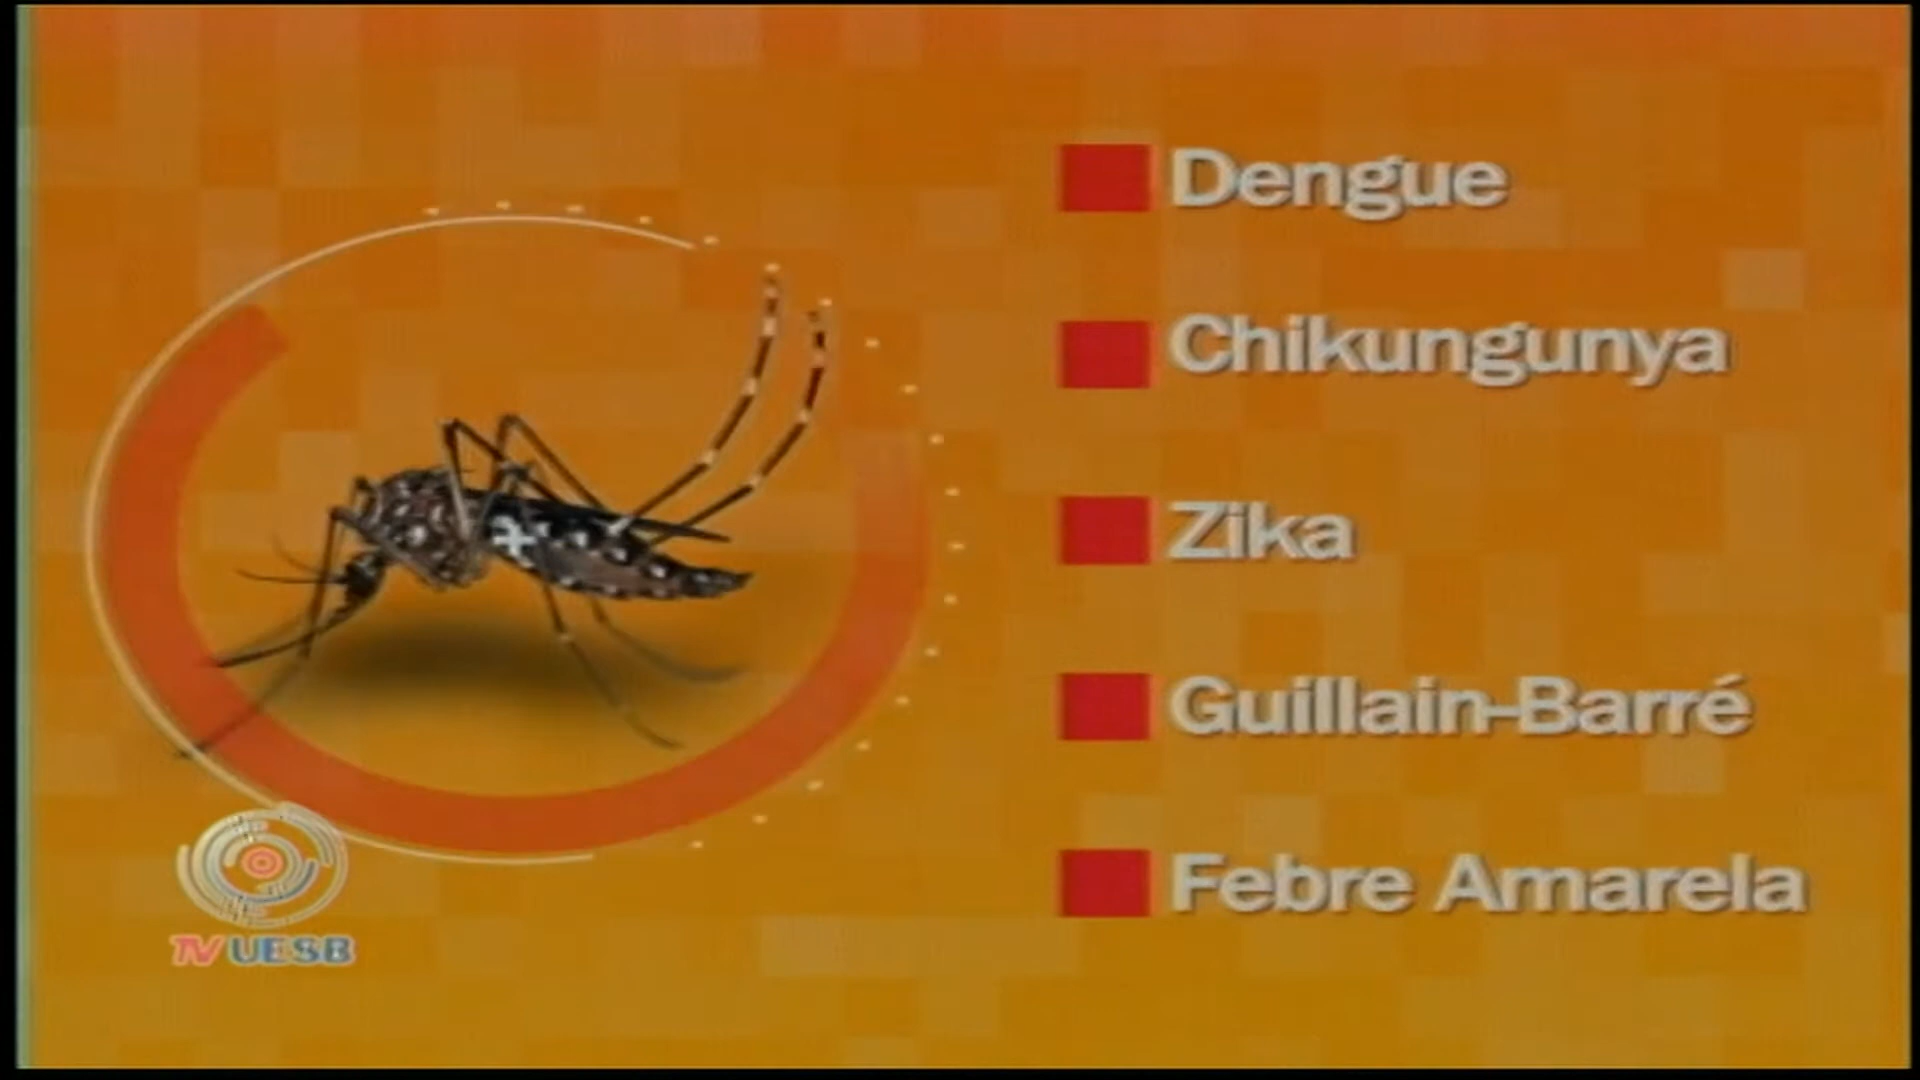 Dengue
Chikungunya
Zika
Guillain-Barré
Febre Amarela
TV UESB